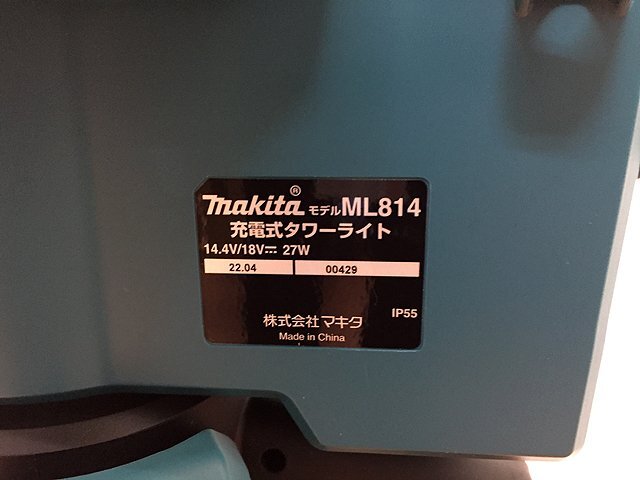 makita® モデルML814
充電式タワーライト
14.4V/18V⎓ 27W
22.04 00429
IP55
株式会社マキタ
Made in China